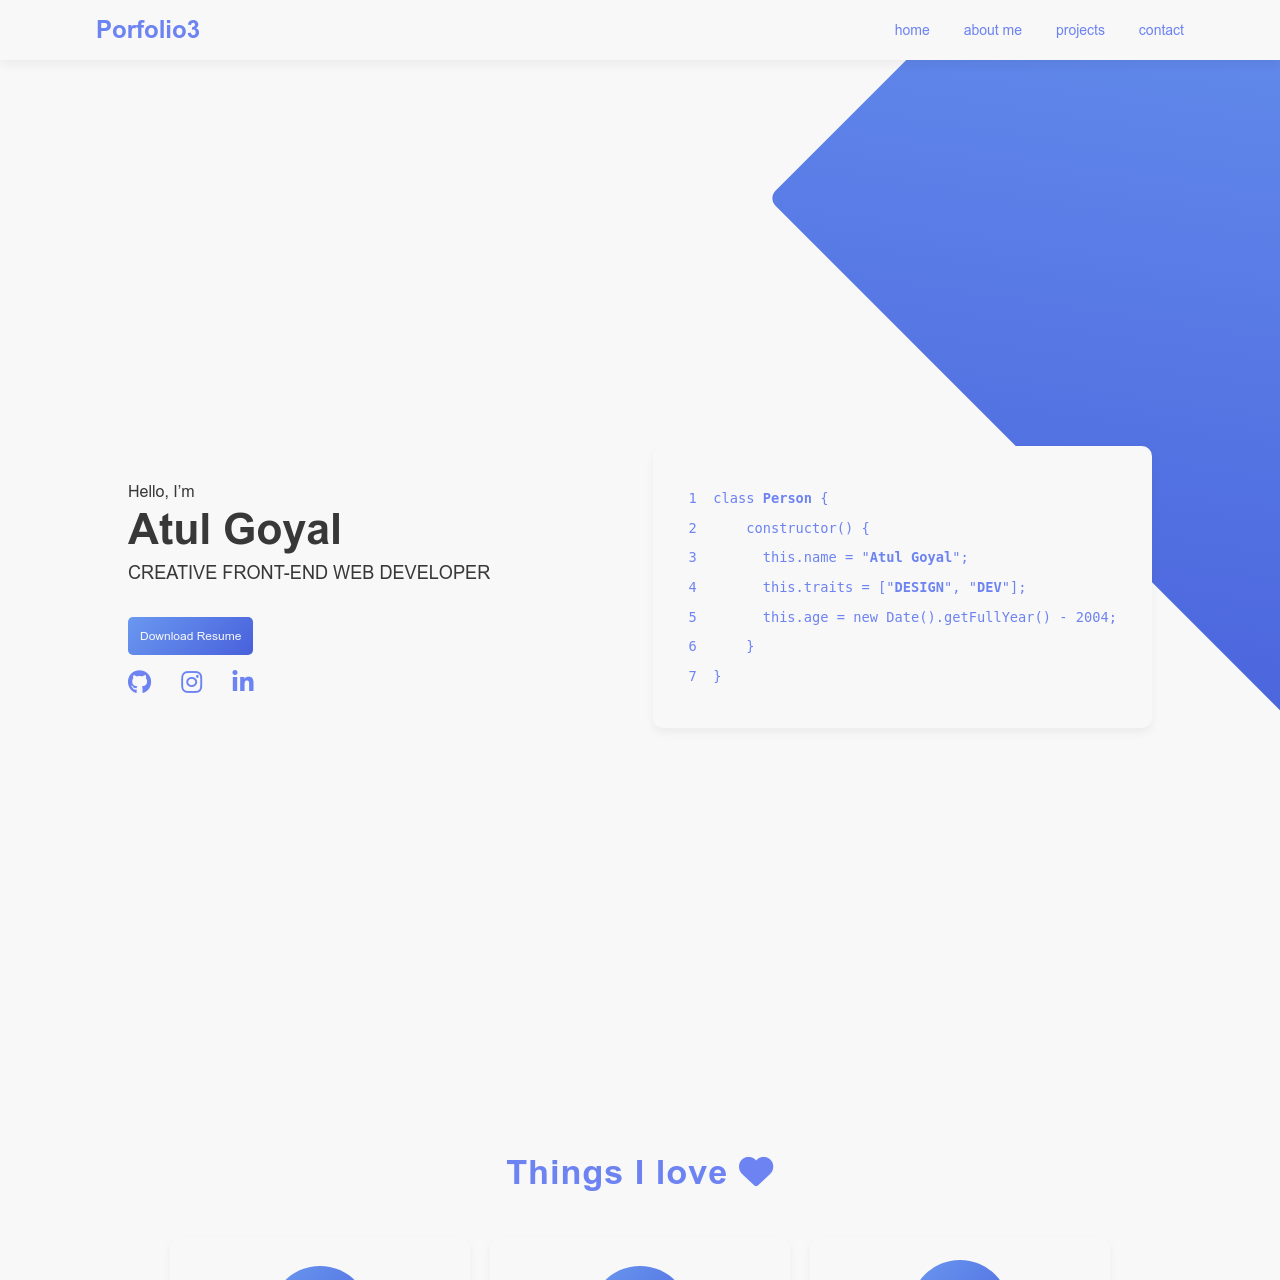 Porfolio3
home about me projects contact
Hello, I'm
Atul Goyal
CREATIVE FRONT-END WEB DEVELOPER
Download Resume
1 class Person {
2 constructor() {
3 this.name = "Atul Goyal";
4 this.traits = ["DESIGN", "DEV"];
5 this.age = new Date().getFullYear() - 2004;
6 }
7 }
Things I love